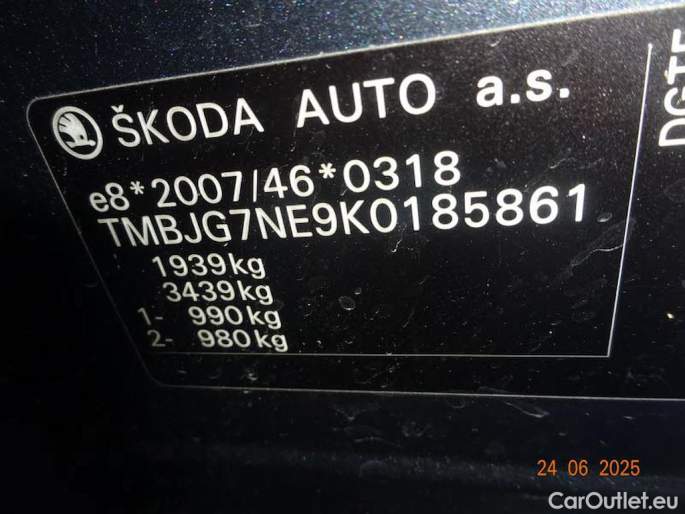 ŠKODA AUTO a.s.
e8*2007/46*0318
TMBJG7NE9K0185861
1939kg
3439kg
1- 990kg
2- 980kg
24 06 2025
CarOutlet.eu